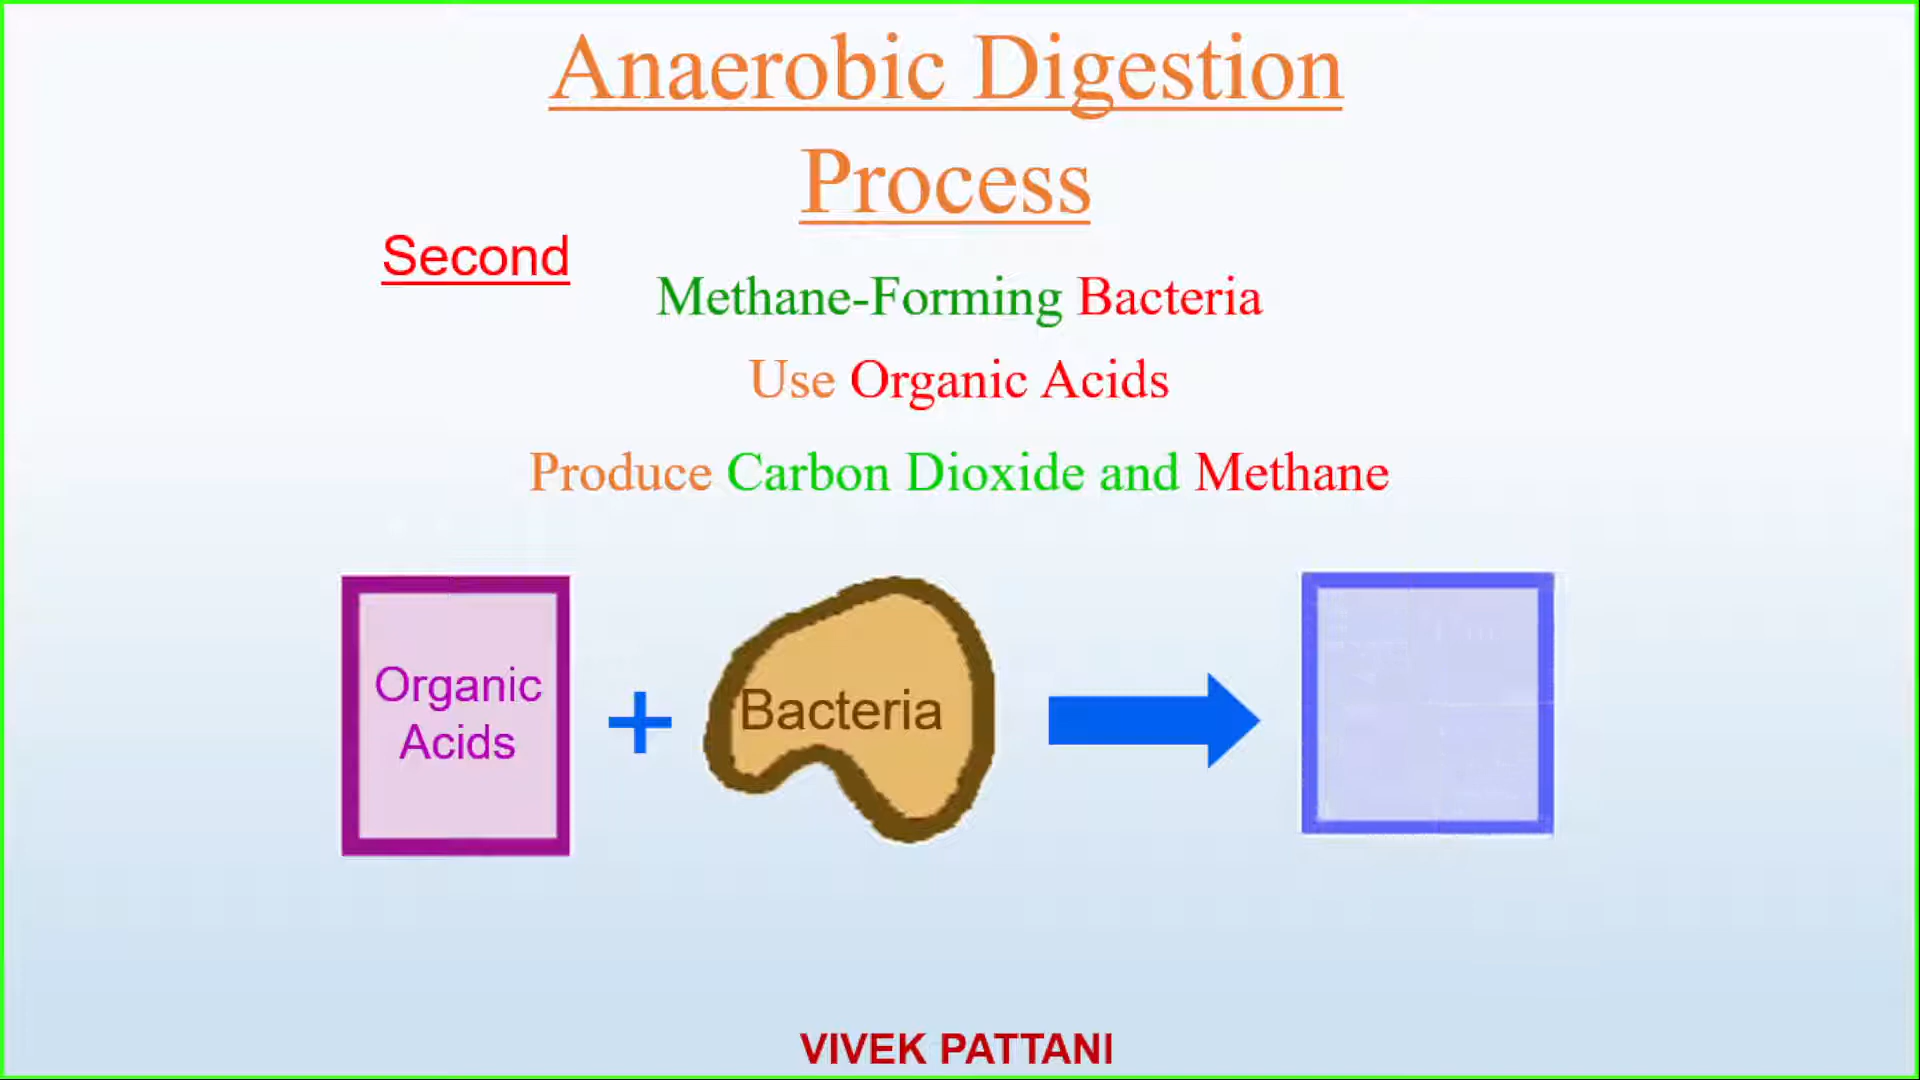 Anaerobic Digestion
Process
Second
Methane-Forming Bacteria
Use Organic Acids
Produce Carbon Dioxide and Methane
Organic
Acids
+
Bacteria
VIVEK PATTANI